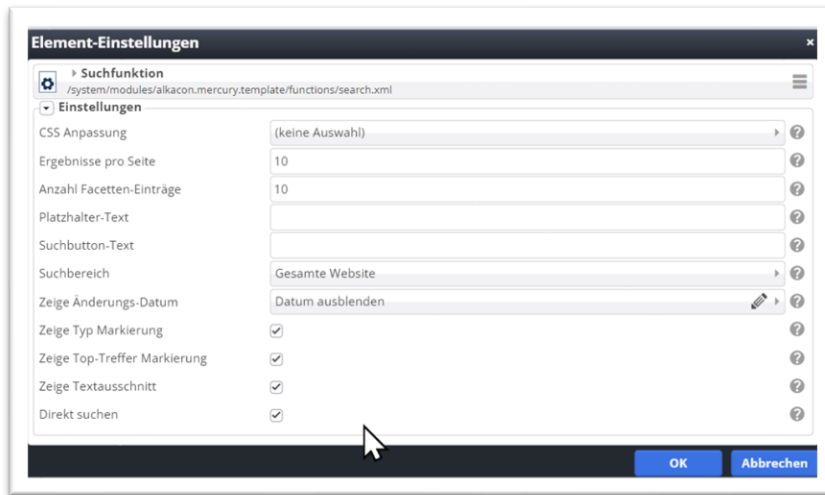 Element-Einstellungen
Suchfunktion
/system/modules/alkacon.mercury.template/functions/search.xml
Einstellungen
CSS Anpassung (keine Auswahl)
Ergebnisse pro Seite 10
Anzahl Facetten-Einträge 10
Platzhalter-Text
Suchbutton-Text
Suchbereich Gesamte Website
Zeige Änderungs-Datum Datum ausblenden
Zeige Typ Markierung
Zeige Top-Treffer Markierung
Zeige Textausschnitt
Direkt suchen
OK Abbrechen